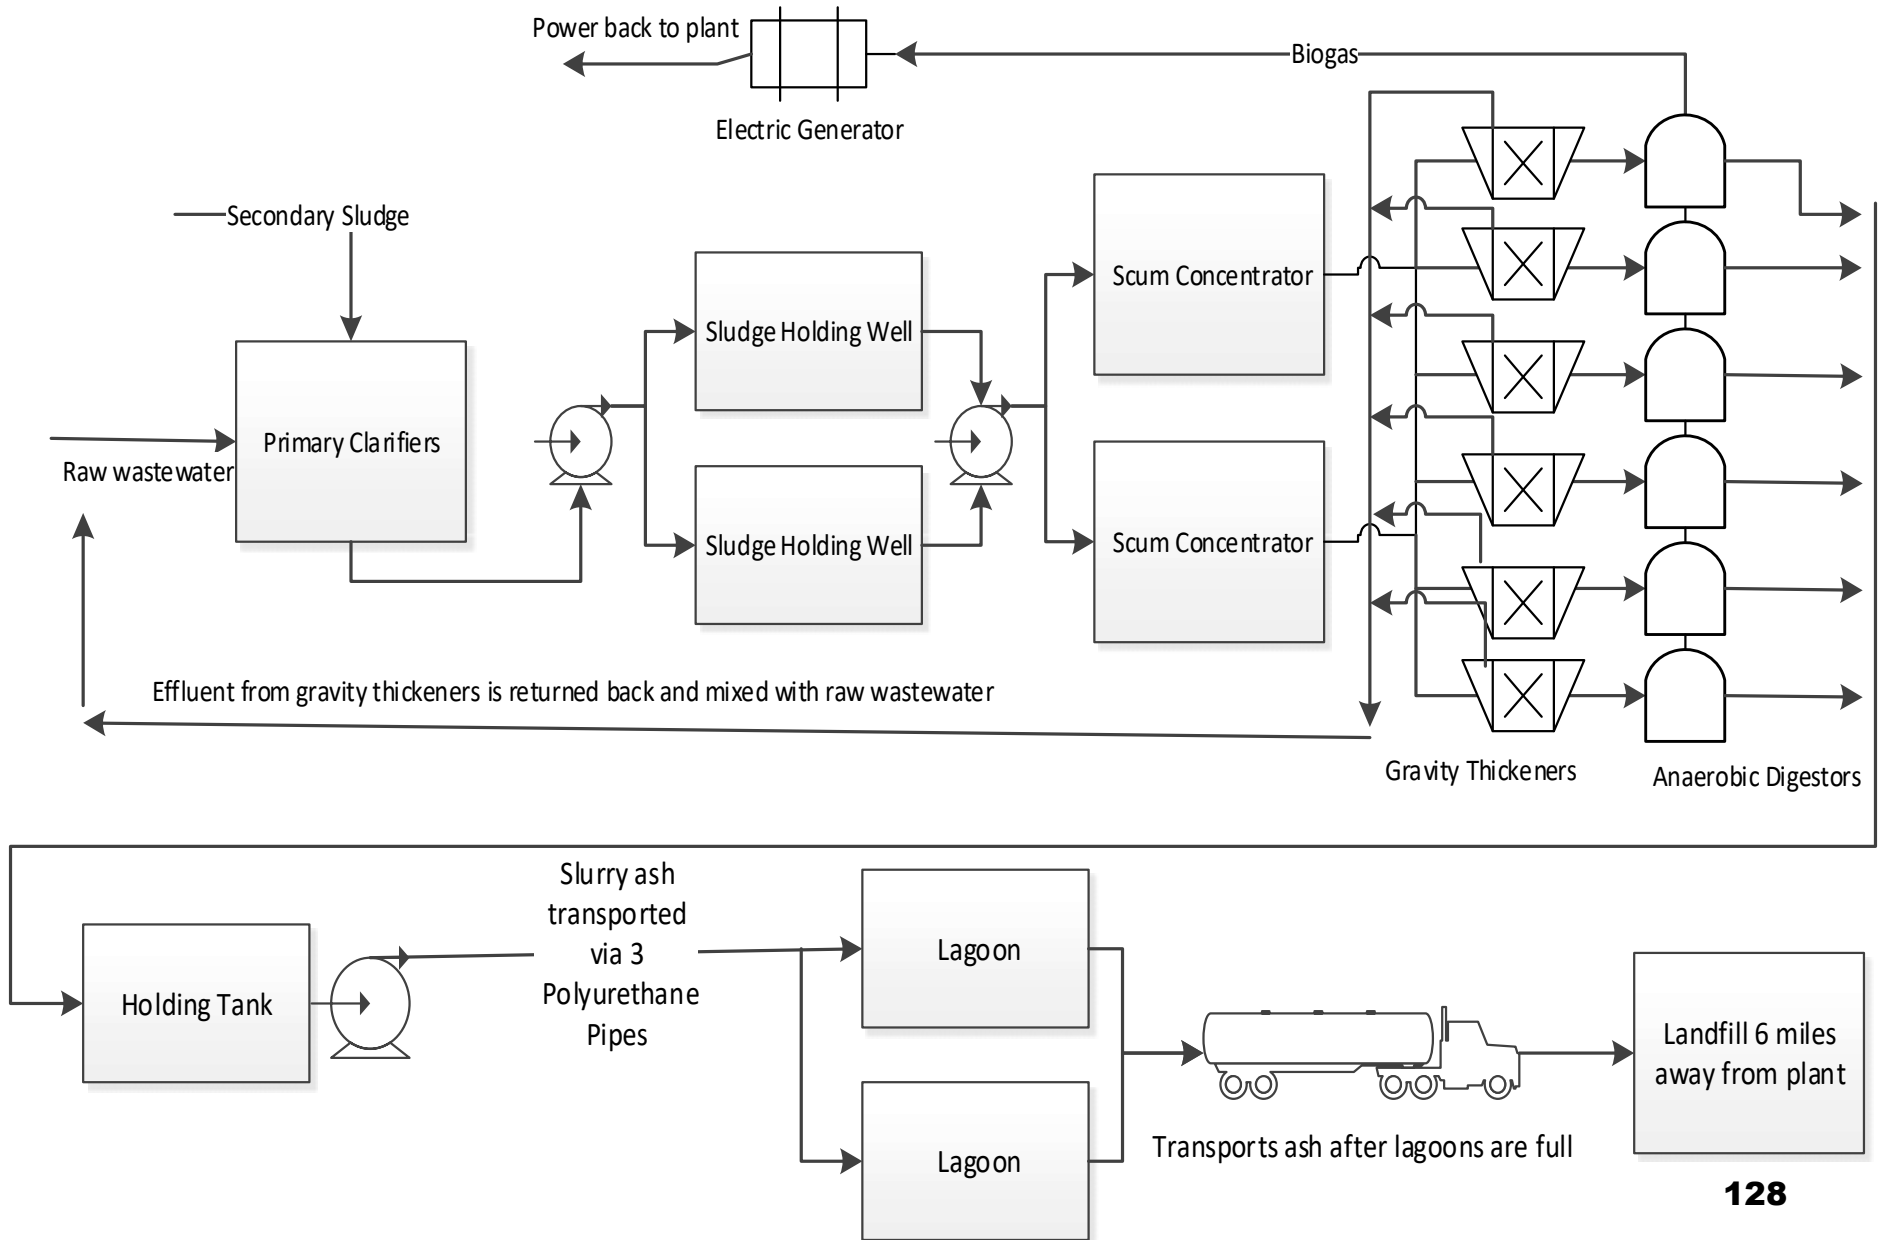 Power back to plant
Biogas
Electric Generator
Secondary Sludge
Scum Concentrator
Sludge Holding Well
Primary Clarifiers
Raw wastewater
Sludge Holding Well
Scum Concentrator
Effluent from gravity thickeners is returned back and mixed with raw wastewater
Gravity Thickeners
Anaerobic Digestors
Slurry ash
transported
via 3
Polyurethane
Pipes
Holding Tank
Lagoon
Lagoon
Transports ash after lagoons are full
Landfill 6 miles
away from plant
128